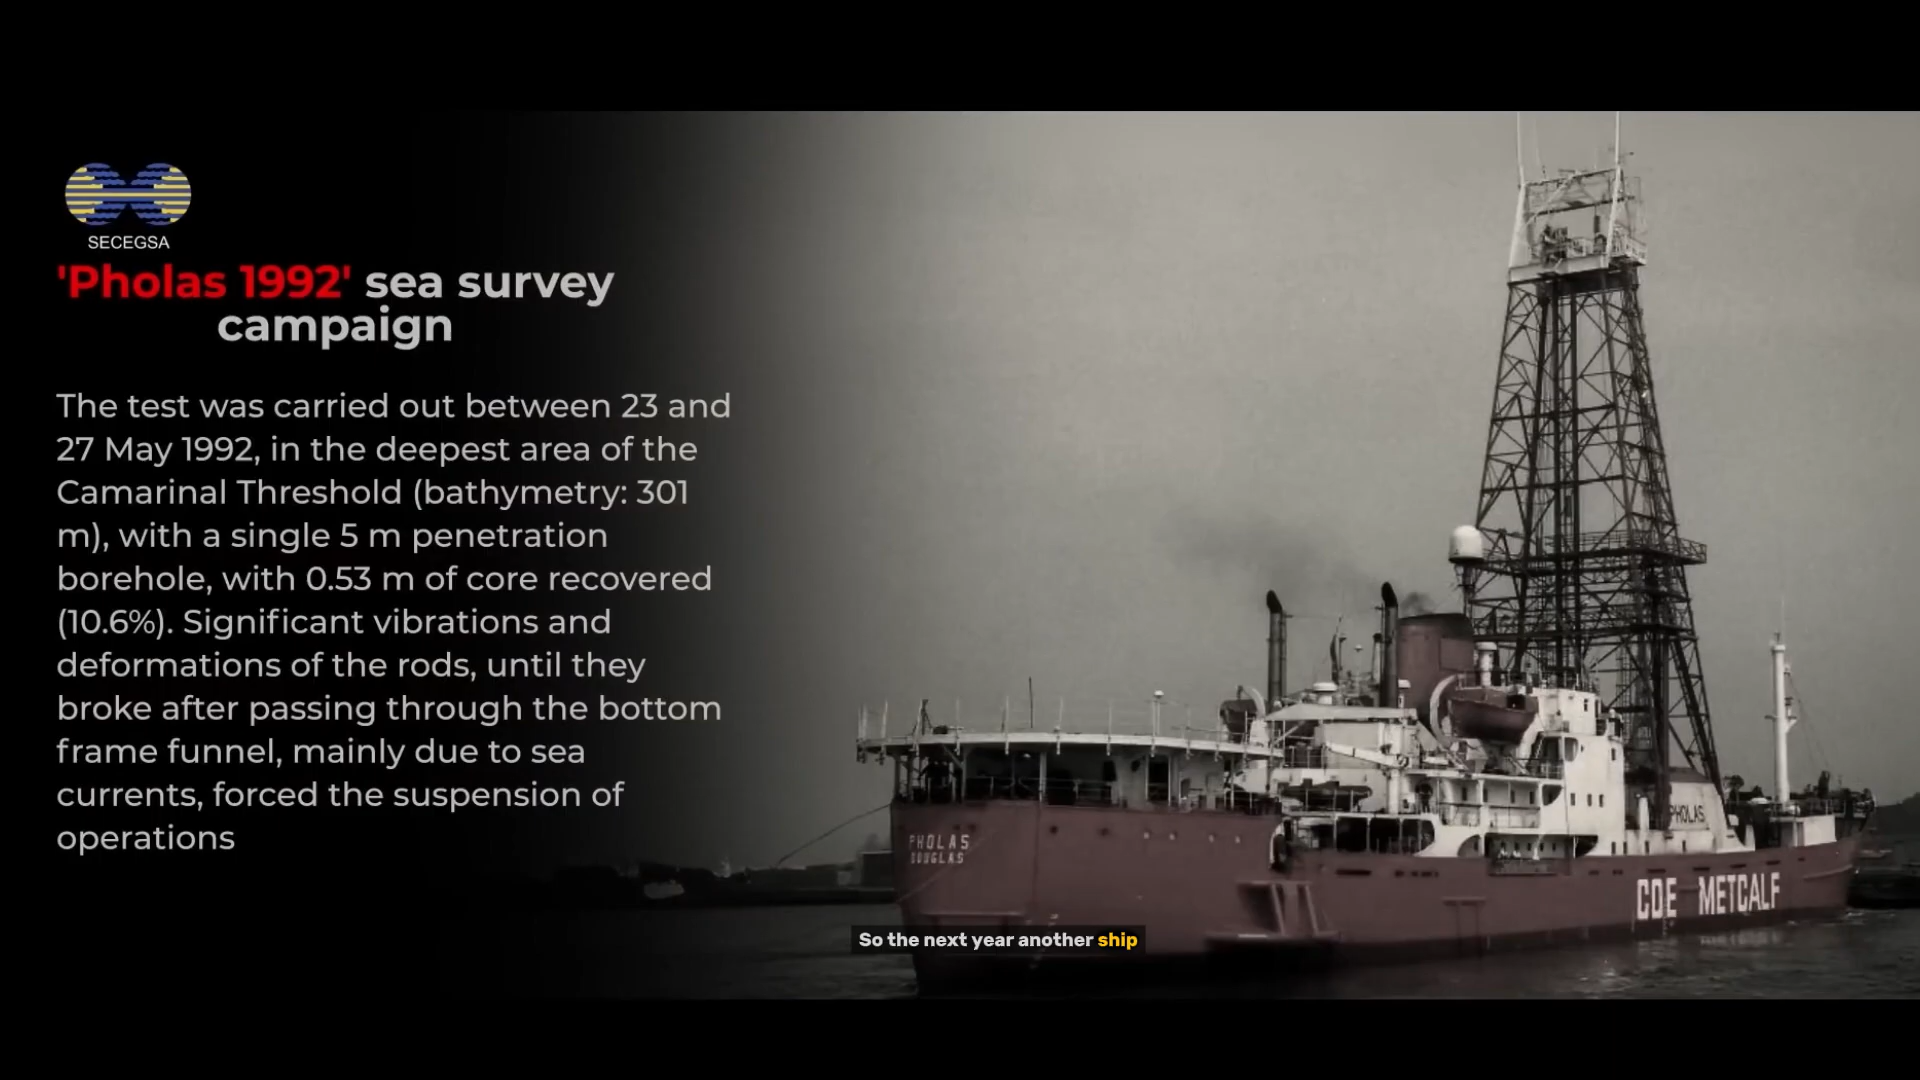 SECEGSA
'Pholas 1992' sea survey
campaign
The test was carried out between 23 and
27 May 1992, in the deepest area of the
Camarinal Threshold (bathymetry: 301
m), with a single 5 m penetration
borehole, with 0.53 m of core recovered
(10.6%). Significant vibrations and
deformations of the rods, until they
broke after passing through the bottom
frame funnel, mainly due to sea
currents, forced the suspension of
operations
PHOLAS
PHOLAS
DOUGLAS
COE METCALF
So the next year another ship